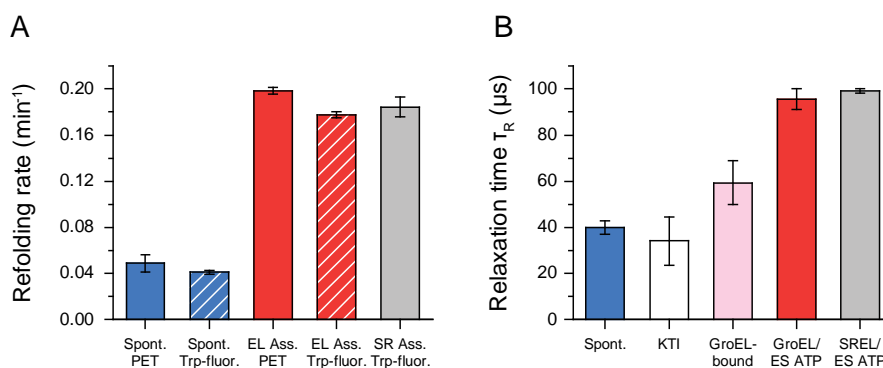 A
Refolding rate (min⁻¹)
0.20
0.16
0.12
0.08
0.04
0.00
Spont.
PET
Spont.
Trp-fluor.
EL Ass.
PET
EL Ass.
Trp-fluor.
SR Ass.
Trp-fluor.
B
Relaxation time τR (µs)
100
80
60
40
20
0
Spont.
KTI
GroEL-
bound
GroEL/
ES ATP
SREL/
ES ATP